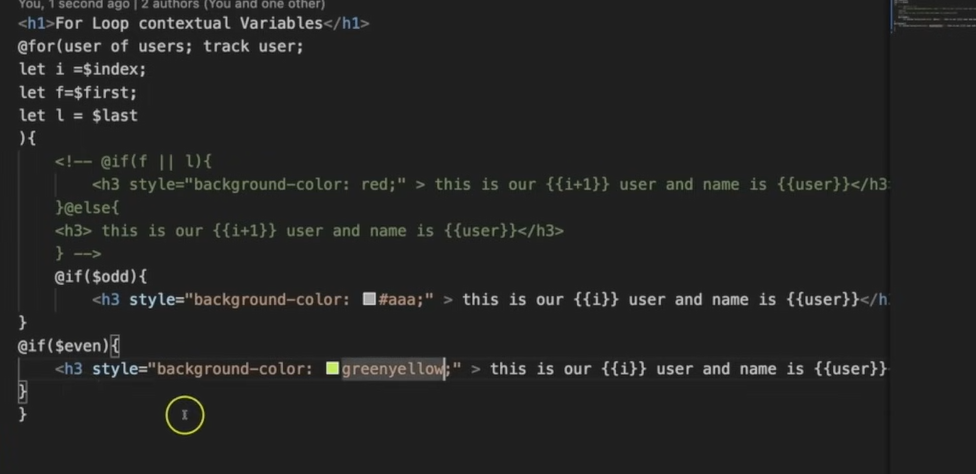 You, 1 second ago | 2 authors (You and one other)
<h1>For Loop contextual Variables</h1>
@for(user of users; track user;
let i =$index;
let f=$first;
let l = $last
){
<!-- @if(f || l){
<h3 style="background-color: red;" > this is our {{i+1}} user and name is {{user}}</h3
}@else{
<h3> this is our {{i+1}} user and name is {{user}}</h3>
} -->
@if($odd){
<h3 style="background-color: #aaa;" > this is our {{i}} user and name is {{user}}</h
}
@if($even){
<h3 style="background-color: greenyellow;" > this is our {{i}} user and name is {{user}}
}
}